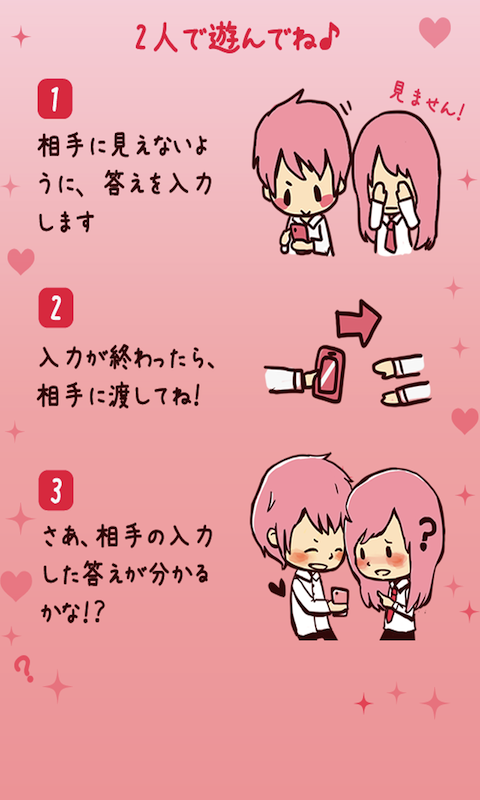 2人で遊んでね♪
1
見ません!
相手に見えないよ
うに、答えを入力
します
2
入力が終わったら、
相手に渡してね!
3
さあ、相手の入力
した答えが分かる
かな!?
?
?